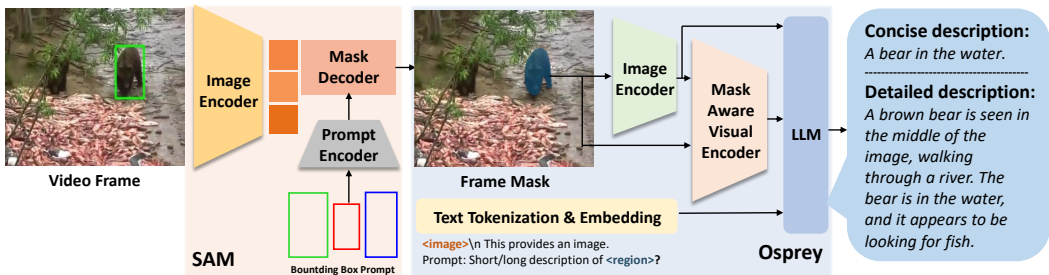 Video Frame
Image
Encoder
SAM
Mask
Decoder
Prompt
Encoder
Bountding Box Prompt
Frame Mask
Image
Encoder
Mask
Aware
Visual
Encoder
LLM
Text Tokenization & Embedding
<image>\n This provides an image.
Prompt: Short/long description of <region>?
Osprey
Concise description:
A bear in the water.
------------------------------------
Detailed description:
A brown bear is seen in
the middle of the
image, walking
through a river. The
bear is in the water,
and it appears to be
looking for fish.